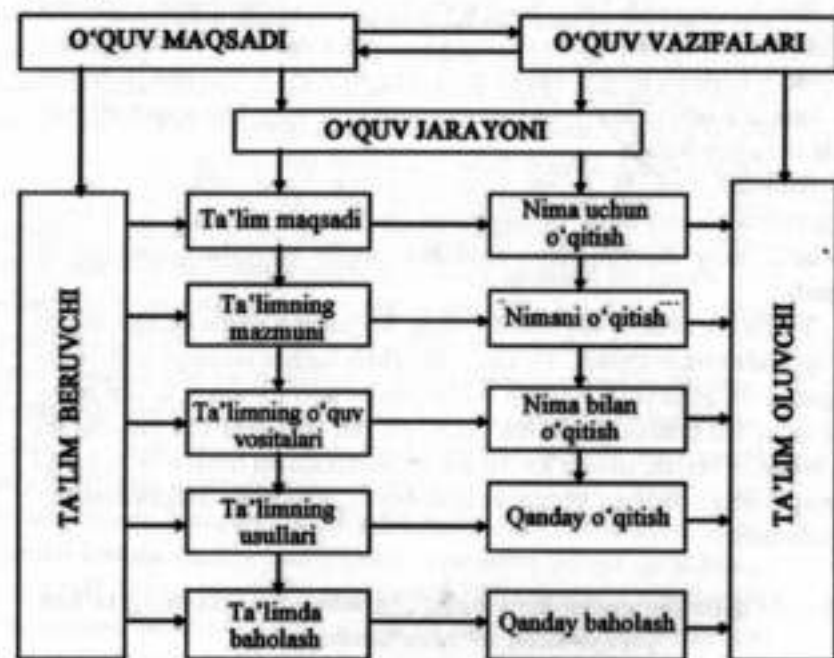 O‘QUV MAQSADI
O‘QUV VAZIFALARI
O‘QUV JARAYONI
TA’LIM BERUVCHI
Ta’lim maqsadi
Nima uchun
o‘qitish
Ta’limning
mazmuni
Nimani o‘qitish
Ta’limning o‘quv
vositalari
Nima bilan
o‘qitish
Ta’limning
usullari
Qanday o‘qitish
Ta’limda
baholash
Qanday baholash
TA’LIM OLUVCHI